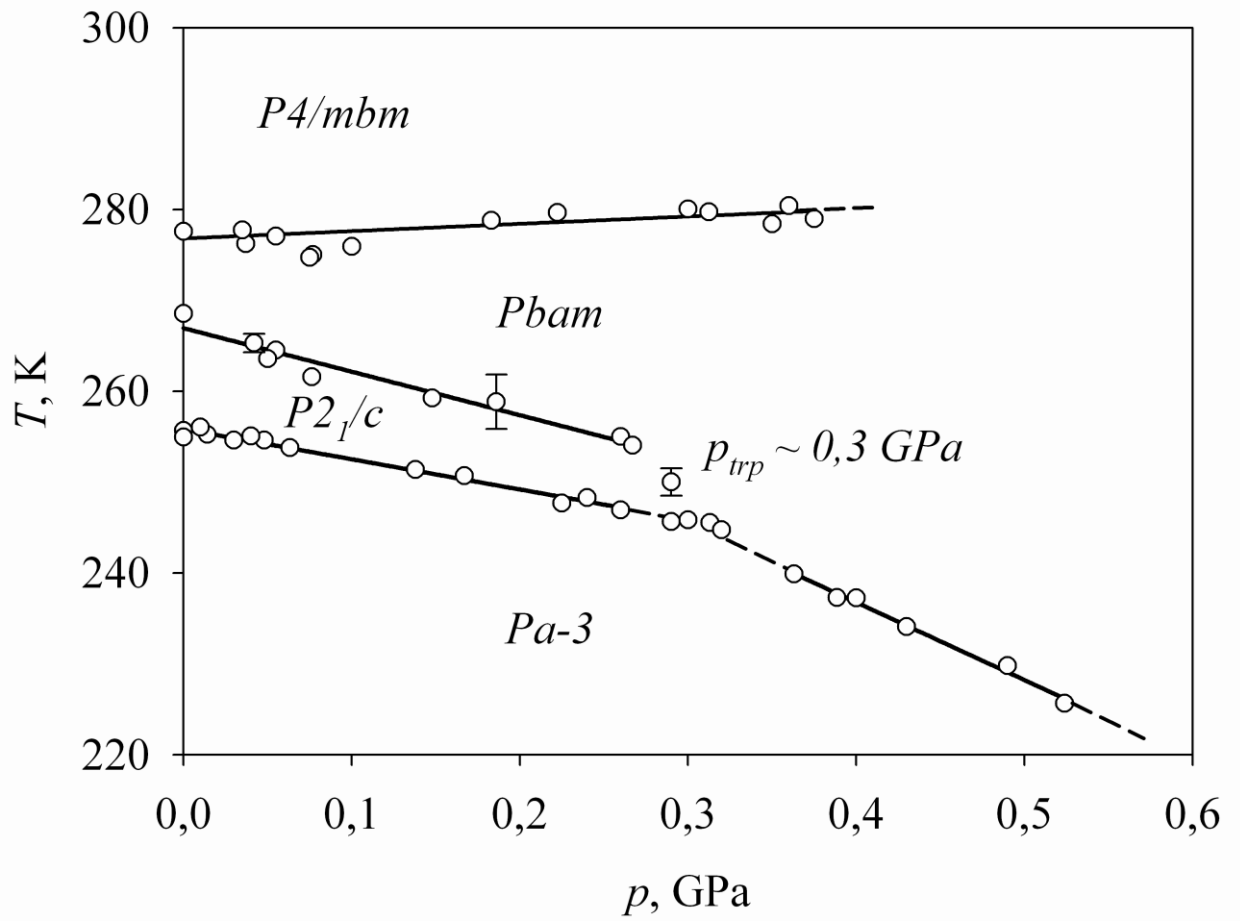 300
P4/mbm
280
Pbam
T, K
260
P2₁/c
pₜᵣₚ ~ 0,3 GPa
240
Pa-3
220
0,0 0,1 0,2 0,3 0,4 0,5 0,6
p, GPa